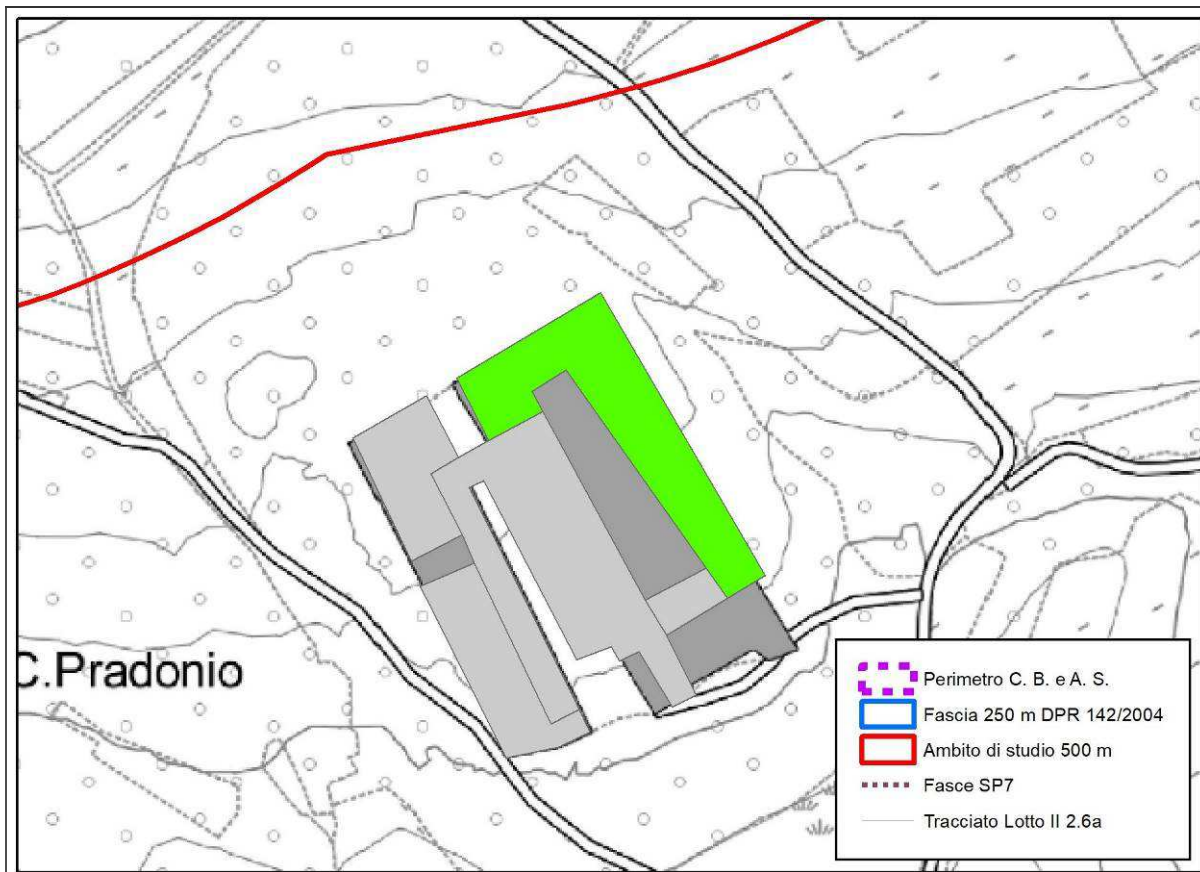 C.Pradonio
Perimetro C. B. e A. S.
Fascia 250 m DPR 142/2004
Ambito di studio 500 m
Fasce SP7
Tracciato Lotto II 2.6a